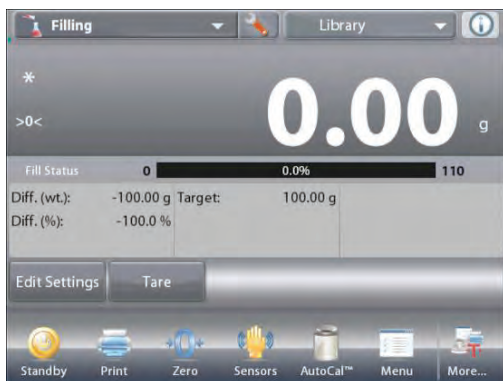 Filling Library
*
>0<
0.00 g
Fill Status 0 0.0% 110
Diff. (wt.): -100.00 g Target: 100.00 g
Diff. (%): -100.0 %
Edit Settings Tare
Standby Print Zero Sensors AutoCal™ Menu More...